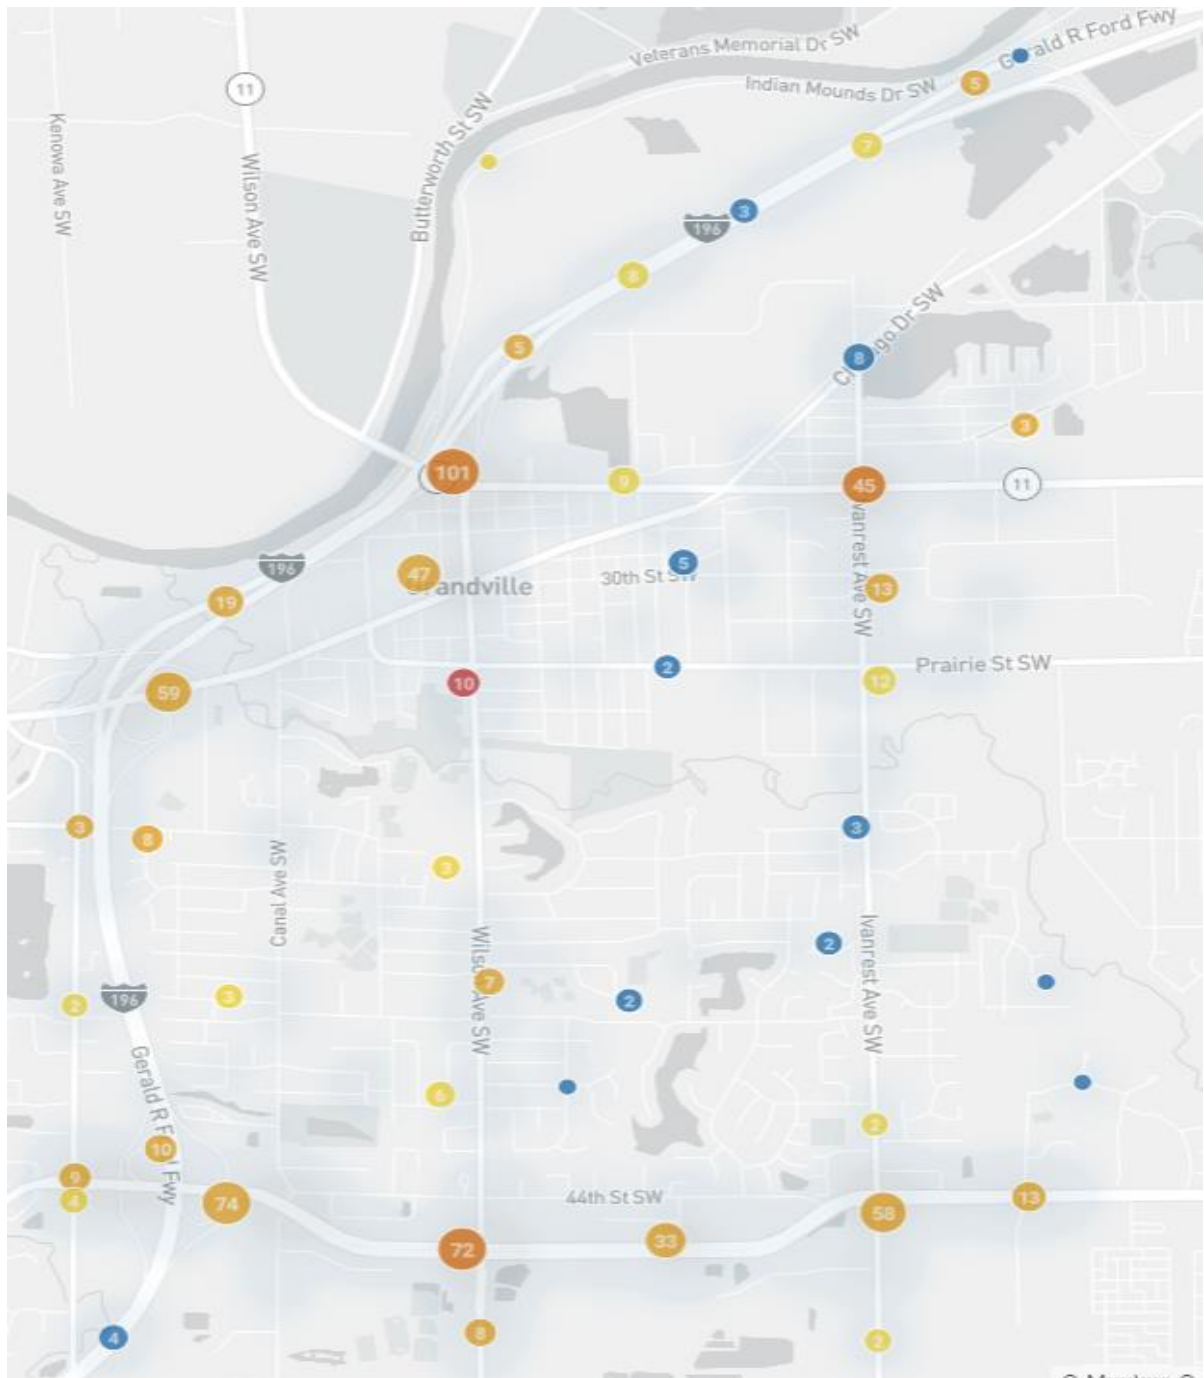 Gerald R Ford Fwy
Veterans Memorial Dr SW
5
Indian Mounds Dr SW
11
7
Kenowa Ave SW
Wilson Ave SW
Butterworth St SW
3
196
8
5
Chicago Dr SW
8
3
101
9
45
11
196
47
Grandville
30th St SW
5
Ivanrest Ave SW
13
19
Prairie St SW
2
12
10
59
3
8
3
3
Canal Ave SW
2
Wilson Ave SW
7
Ivanrest Ave SW
196
2
3
2
6
Gerald R Ford Fwy
2
10
9
4
74
44th St SW
13
58
72
33
4
8
2